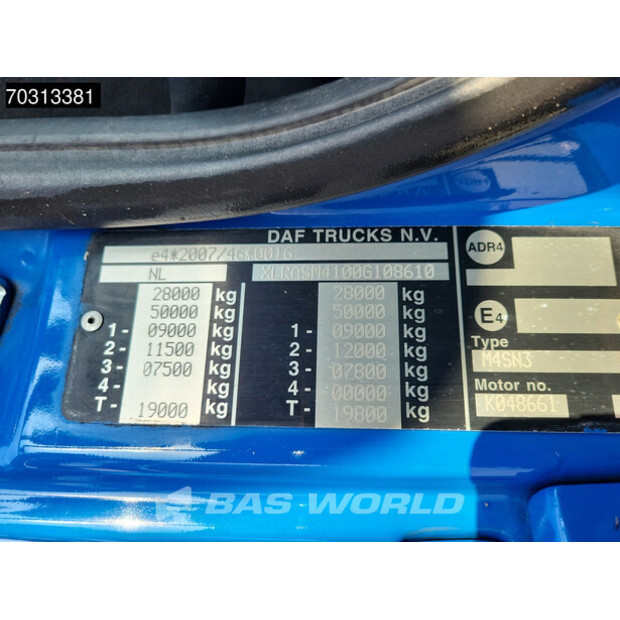 70313381
DAF TRUCKS N.V.
ADR4
e4*2007/46*0016
NL XLRASM4100G108610
28000 kg 28000 kg
50000 kg 50000 kg
E4
1- 09000 kg 1- 09000 kg
2- 11500 kg 2- 12000 kg
Type
3- 07500 kg 3- 07800 kg
M4SN3
4- kg 4- 00000 kg
Motor no.
T- 19000 kg T- 19800 kg
K048661
BAS WORLD